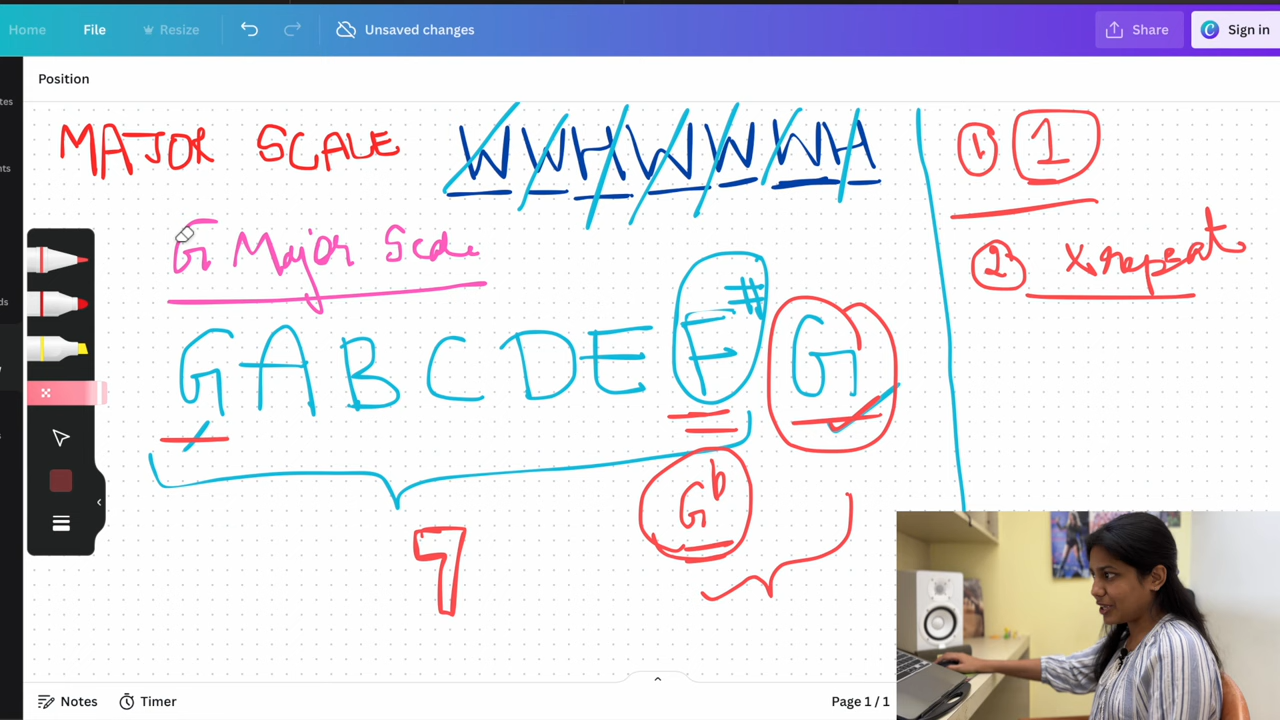 Home File Resize Unsaved changes Share Sign in
Position
MAJOR SCALE W W H W W W H
① 1
G Major Scale
② X repeat
G A B C D E F# G
Gb
7
Notes Timer Page 1 / 1